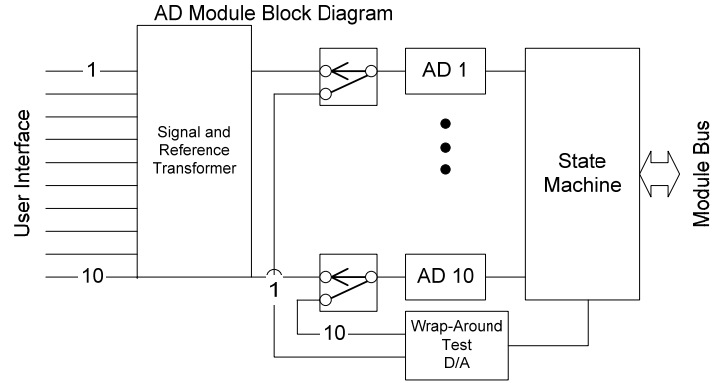 AD Module Block Diagram
User Interface
1
10
Signal and
Reference
Transformer
AD 1
AD 10
1
10
Wrap-Around
Test
D/A
State
Machine
Module Bus